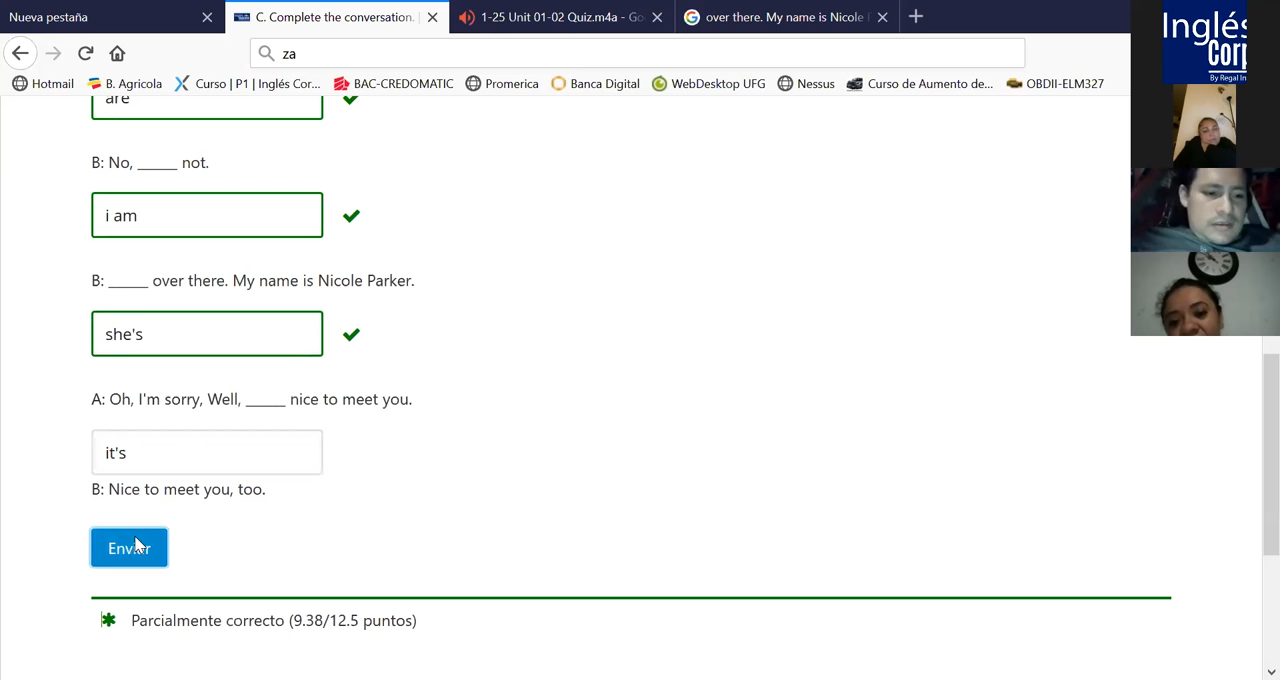 Nueva pestaña
C. Complete the conversation. |
1-25 Unit 01-02 Quiz.m4a - Go
over there. My name is Nicole
za
Hotmail
B. Agricola
Curso | P1 | Inglés Cor...
BAC-CREDOMATIC
Promerica
Banca Digital
WebDesktop UFG
Nessus
Curso de Aumento de...
OBDII-ELM327
Inglés
Corp
By Regal In
are
B: No, _____ not.
i am
B: _____ over there. My name is Nicole Parker.
she's
A: Oh, I'm sorry, Well, _____ nice to meet you.
it's
B: Nice to meet you, too.
Enviar
Parcialmente correcto (9.38/12.5 puntos)